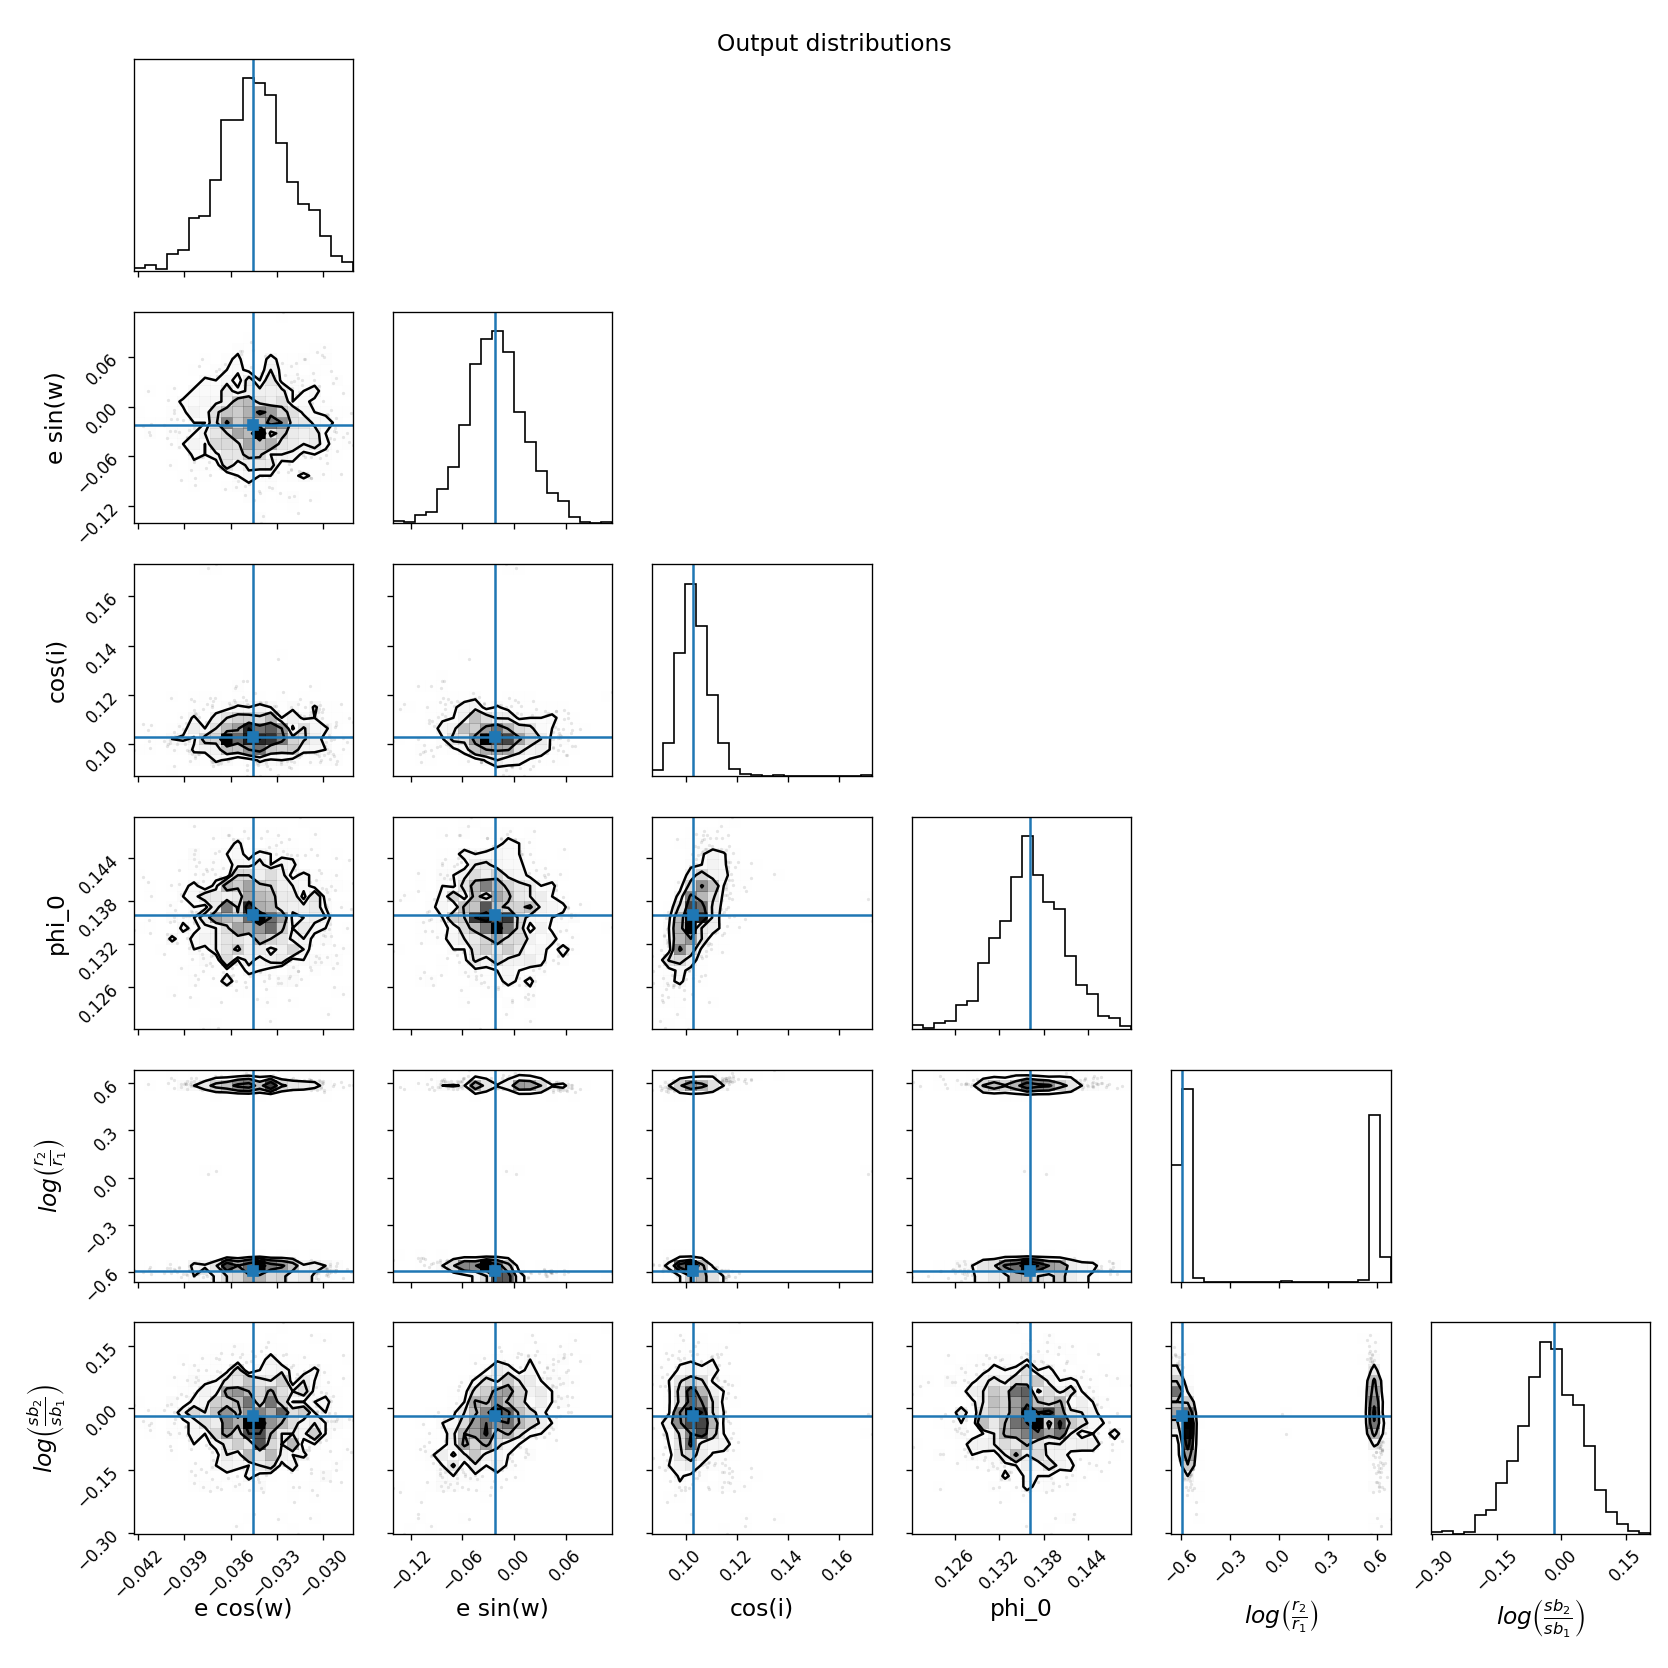 Output distributions
0.06
0.00
−0.06
−0.12
e sin(w)
0.16
0.14
0.12
0.10
cos(i)
0.144
0.138
0.132
0.126
phi_0
0.6
0.3
0.0
−0.3
−0.6
log(r₂/r₁)
0.15
0.00
−0.15
−0.30
log(sb₂/sb₁)
−0.042 −0.039 −0.036 −0.033 −0.030
−0.12 −0.06 0.00 0.06
0.10 0.12 0.14 0.16
0.126 0.132 0.138 0.144
−0.6 −0.3 0.0 0.3 0.6
−0.30 −0.15 0.00 0.15
e cos(w) e sin(w) cos(i) phi_0 log(r₂/r₁) log(sb₂/sb₁)